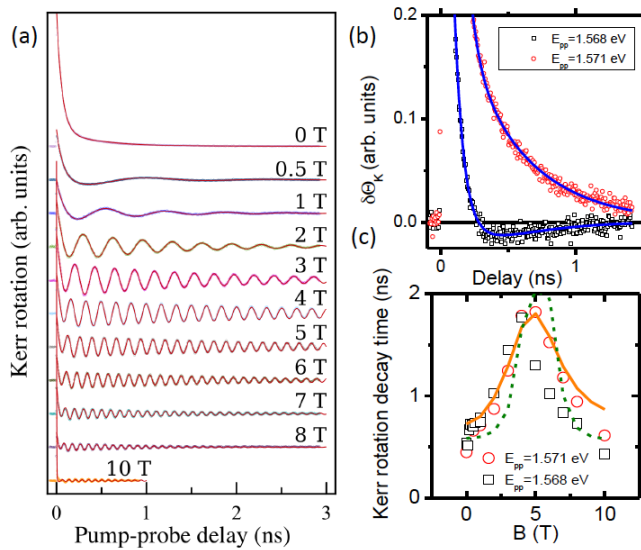 (a)
Kerr rotation (arb. units)
0 T
0.5 T
1 T
2 T
3 T
4 T
5 T
6 T
7 T
8 T
10 T
0 1 2 3
Pump-probe delay (ns)
(b)
δΘK (arb. units)
0.2
0.1
0.0
E_pp=1.568 eV
E_pp=1.571 eV
0 1
Delay (ns)
(c)
Kerr rotation decay time (ns)
2
1
0
E_pp=1.571 eV
E_pp=1.568 eV
0 5 10
B (T)